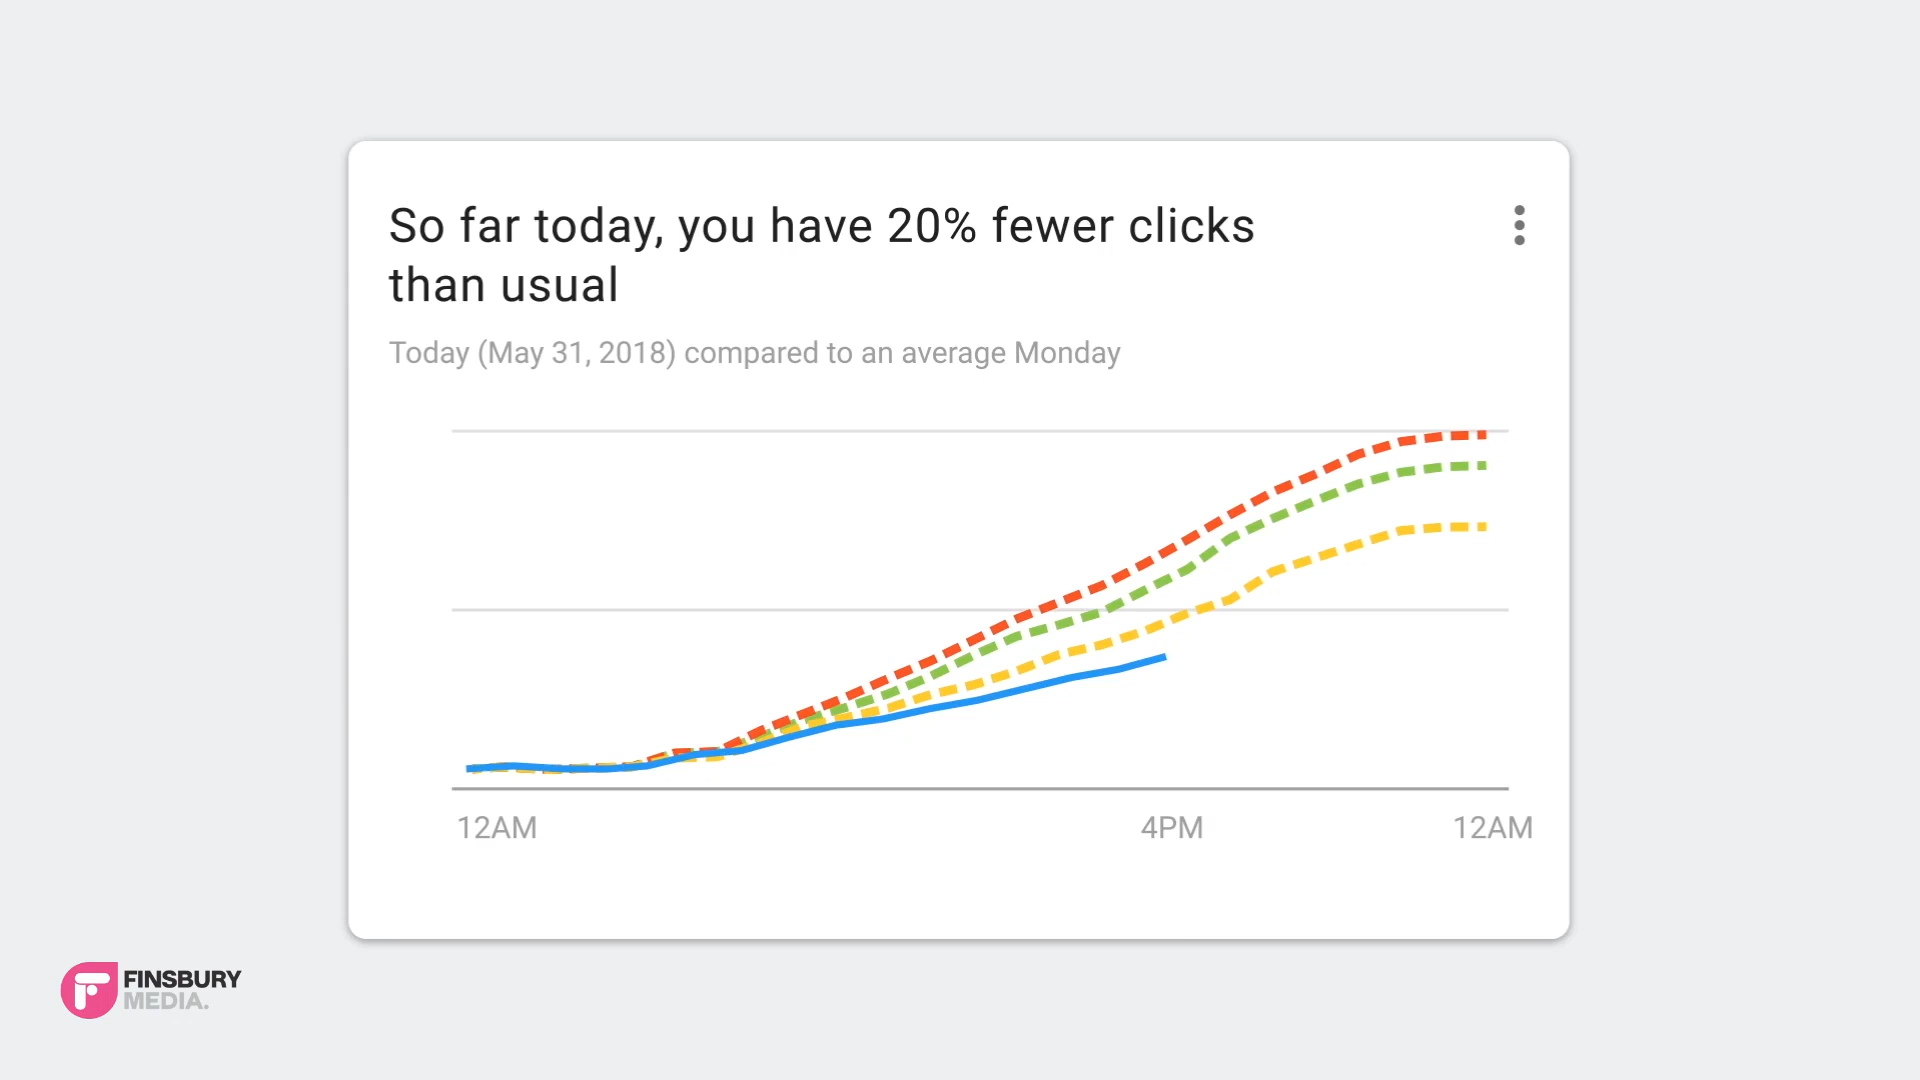 So far today, you have 20% fewer clicks
than usual
Today (May 31, 2018) compared to an average Monday
12AM 4PM 12AM
FINSBURY
MEDIA.